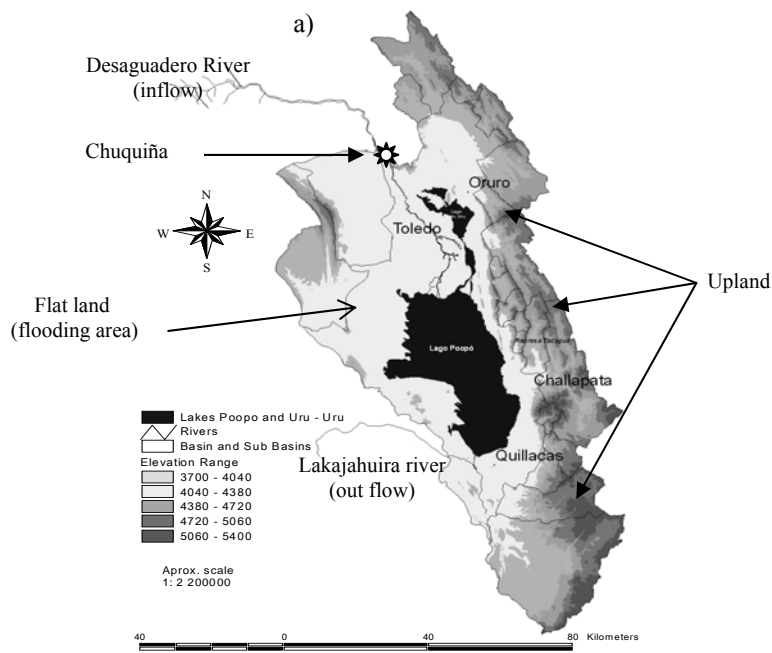 a)
Desaguadero River
(inflow)
Chuquiña
N
W E
S
Oruro
Toledo
Upland
Flat land
(flooding area)
Lago Poopó
Challapata
Quillacas
Lakajahuira river
(out flow)
Lakes Poopo and Uru - Uru
Rivers
Basin and Sub Basins
Elevation Range
3700 - 4040
4040 - 4380
4380 - 4720
4720 - 5060
5060 - 5400
Aprox. scale
1: 2 200000
40 0 40 80 Kilometers